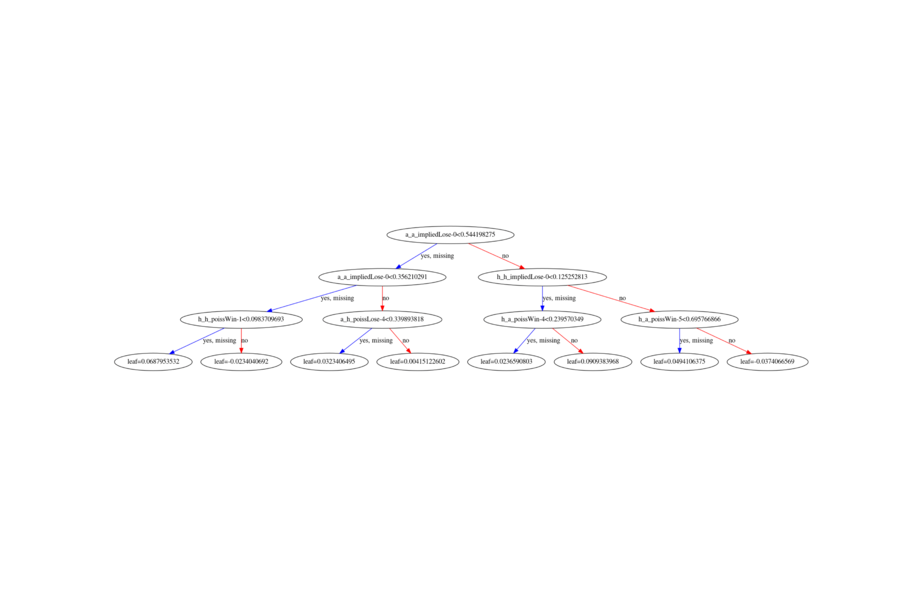 a_a_impliedLose-0<0.544198275
yes, missing
no
a_a_impliedLose-0<0.356210291
h_h_impliedLose-0<0.125252813
yes, missing
no
yes, missing
no
h_h_poissWin-1<0.0983709693
a_h_poissLose-4<0.339893818
h_a_poissWin-4<0.239570349
h_a_poissWin-5<0.695766866
yes, missing
no
yes, missing
no
yes, missing
no
yes, missing
no
leaf=0.0687953532
leaf=-0.0234040692
leaf=0.0323406495
leaf=0.00415122602
leaf=0.0236590803
leaf=0.0909383968
leaf=0.0494106375
leaf=-0.0374066569